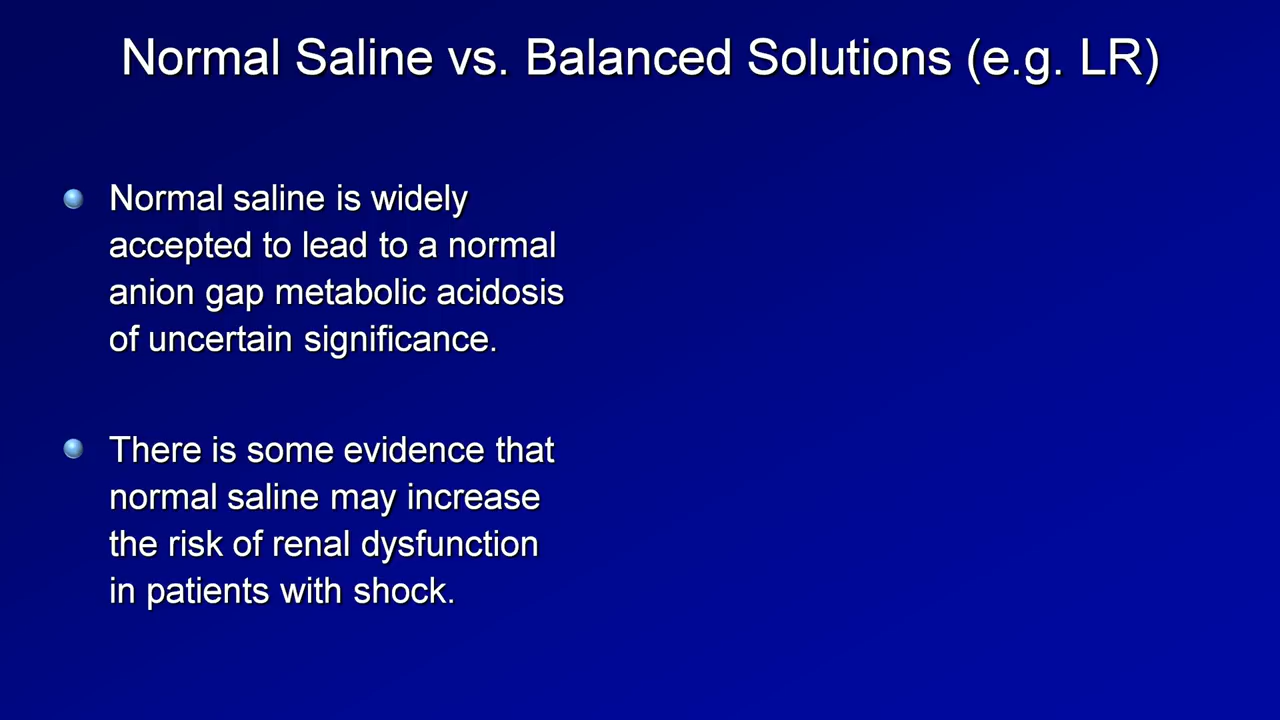 Normal Saline vs. Balanced Solutions (e.g. LR)
Normal saline is widely
accepted to lead to a normal
anion gap metabolic acidosis
of uncertain significance.
There is some evidence that
normal saline may increase
the risk of renal dysfunction
in patients with shock.